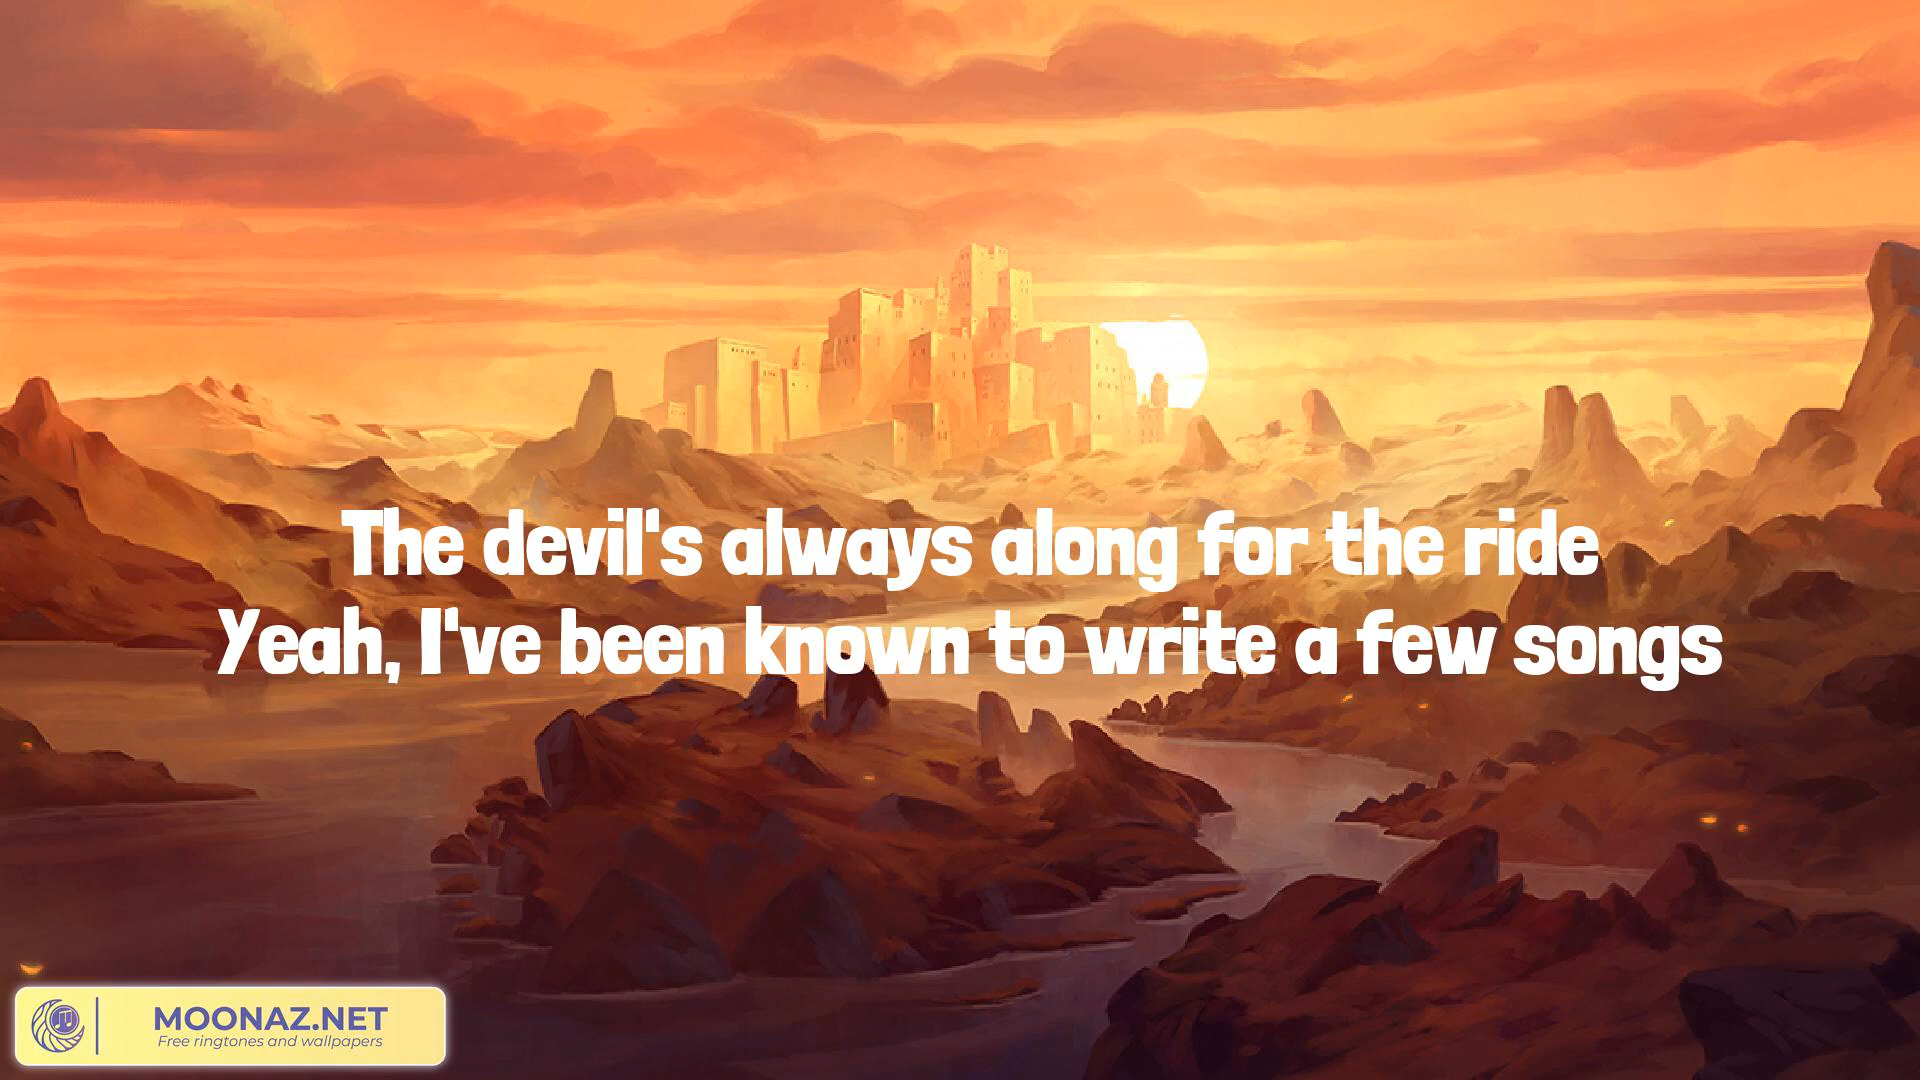 The devil's always along for the ride
Yeah, I've been known to write a few songs
MOONAZ.NET
Free ringtones and wallpapers